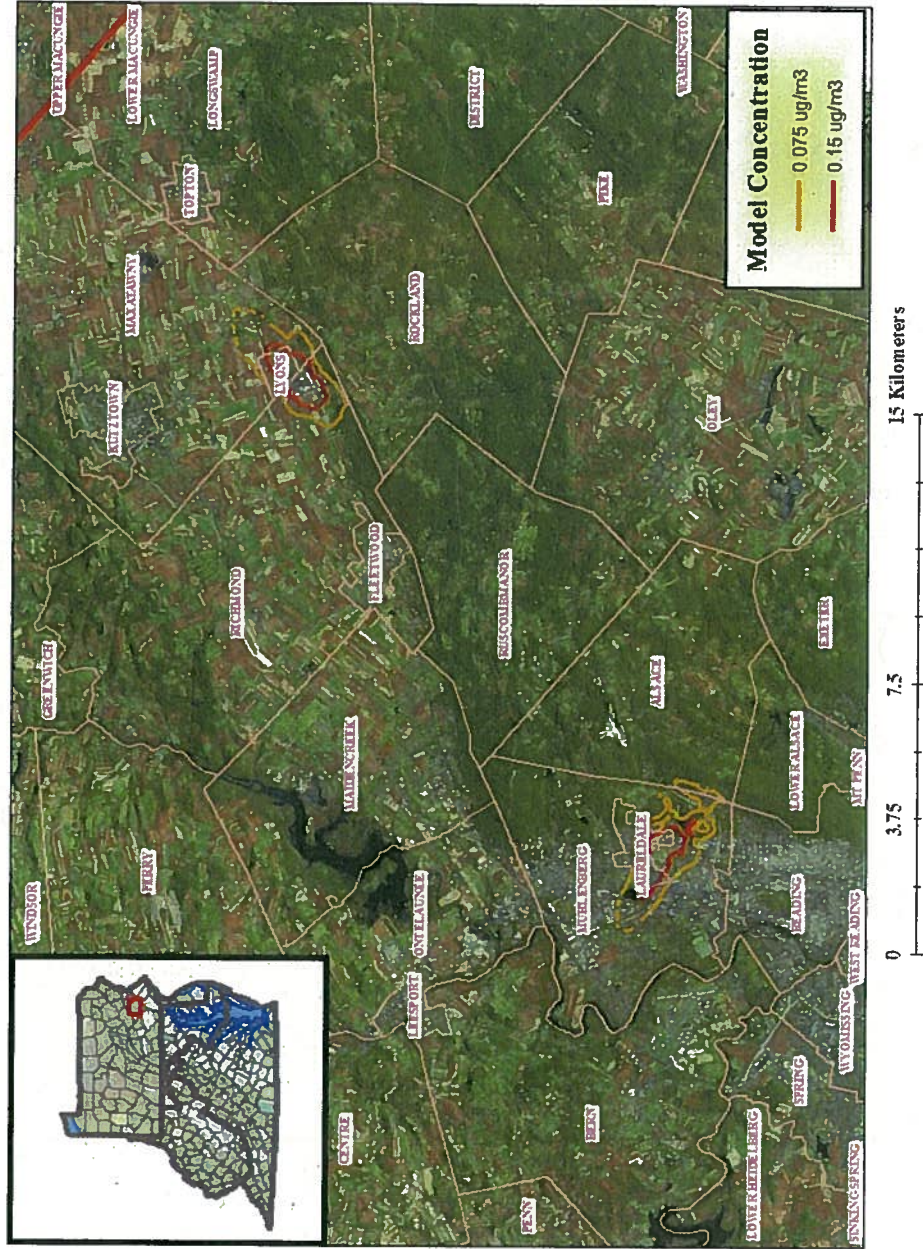 UPPER MACUNGIE
LOWER MACUNGIE
LONGSWAMP
TOPTON
MAXATAWNY
KUTZTOWN
LYONS
DISTRICT
WASHINGTON
PIKE
ROCKLAND
OLEY
GREENWICH
RICHMOND
FLEETWOOD
RUSCOMBMANOR
ALSACE
EXETER
WINDSOR
PERRY
MAIDENCREEK
ONTELAUNEE
MUHLENBERG
LAURELDALE
LOWER ALSACE
MT PENN
READING
WEST READING
WYOMISSING
LEESPORT
CENTRE
BERN
PENN
SPRING
LOWER HEIDELBERG
SINKING SPRING
Model Concentration
0.075 ug/m3
0.15 ug/m3
0 3.75 7.5 15 Kilometers